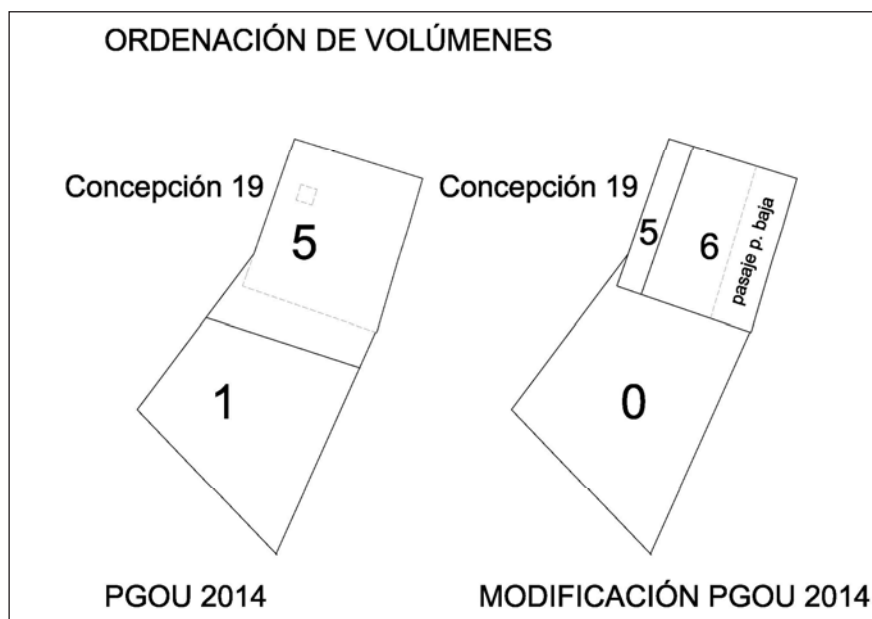 ORDENACIÓN DE VOLÚMENES
Concepción 19
5
1
PGOU 2014
Concepción 19
5
6
pasaje p. baja
0
MODIFICACIÓN PGOU 2014